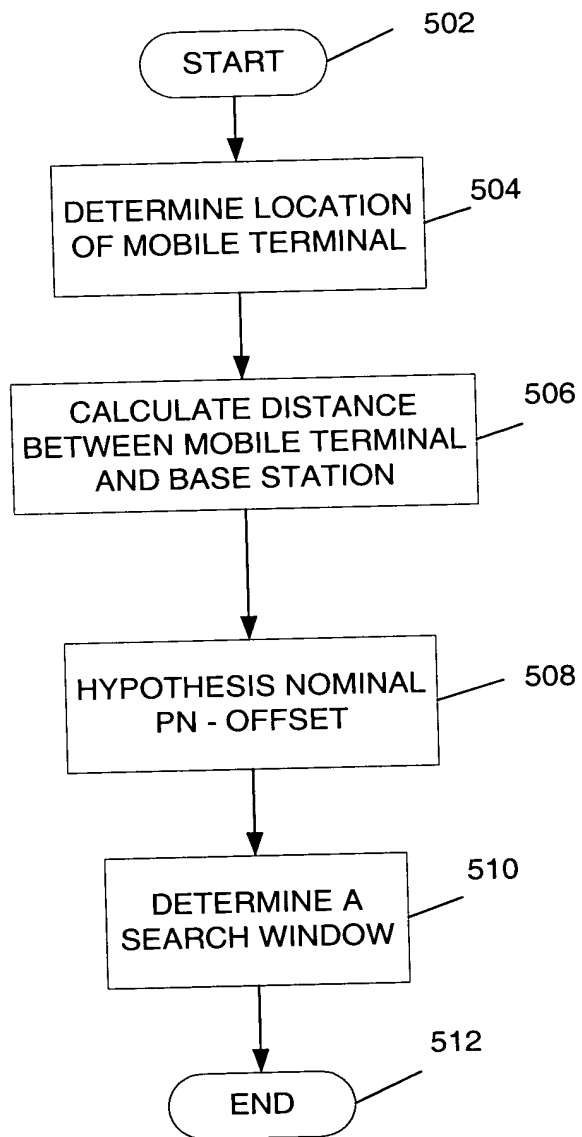 502
START
504
DETERMINE LOCATION
OF MOBILE TERMINAL
506
CALCULATE DISTANCE
BETWEEN MOBILE TERMINAL
AND BASE STATION
508
HYPOTHESIS NOMINAL
PN - OFFSET
510
DETERMINE A
SEARCH WINDOW
512
END